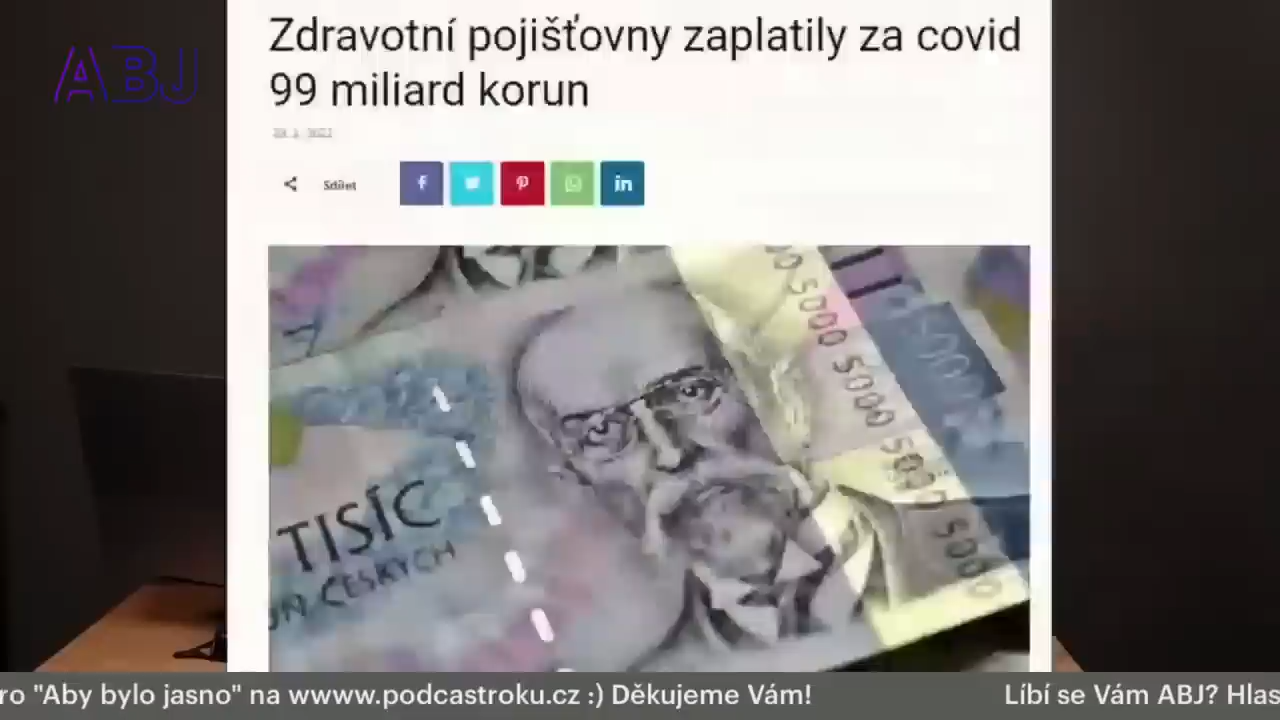 Zdravotní pojišťovny zaplatily za covid
99 miliard korun
ABJ
Sdílet
5000 5000 5000 5000
TISÍC
ČESKÝCH
ro "Aby bylo jasno" na wwww.podcastroku.cz :) Děkujeme Vám!
Líbí se Vám ABJ? Hlas